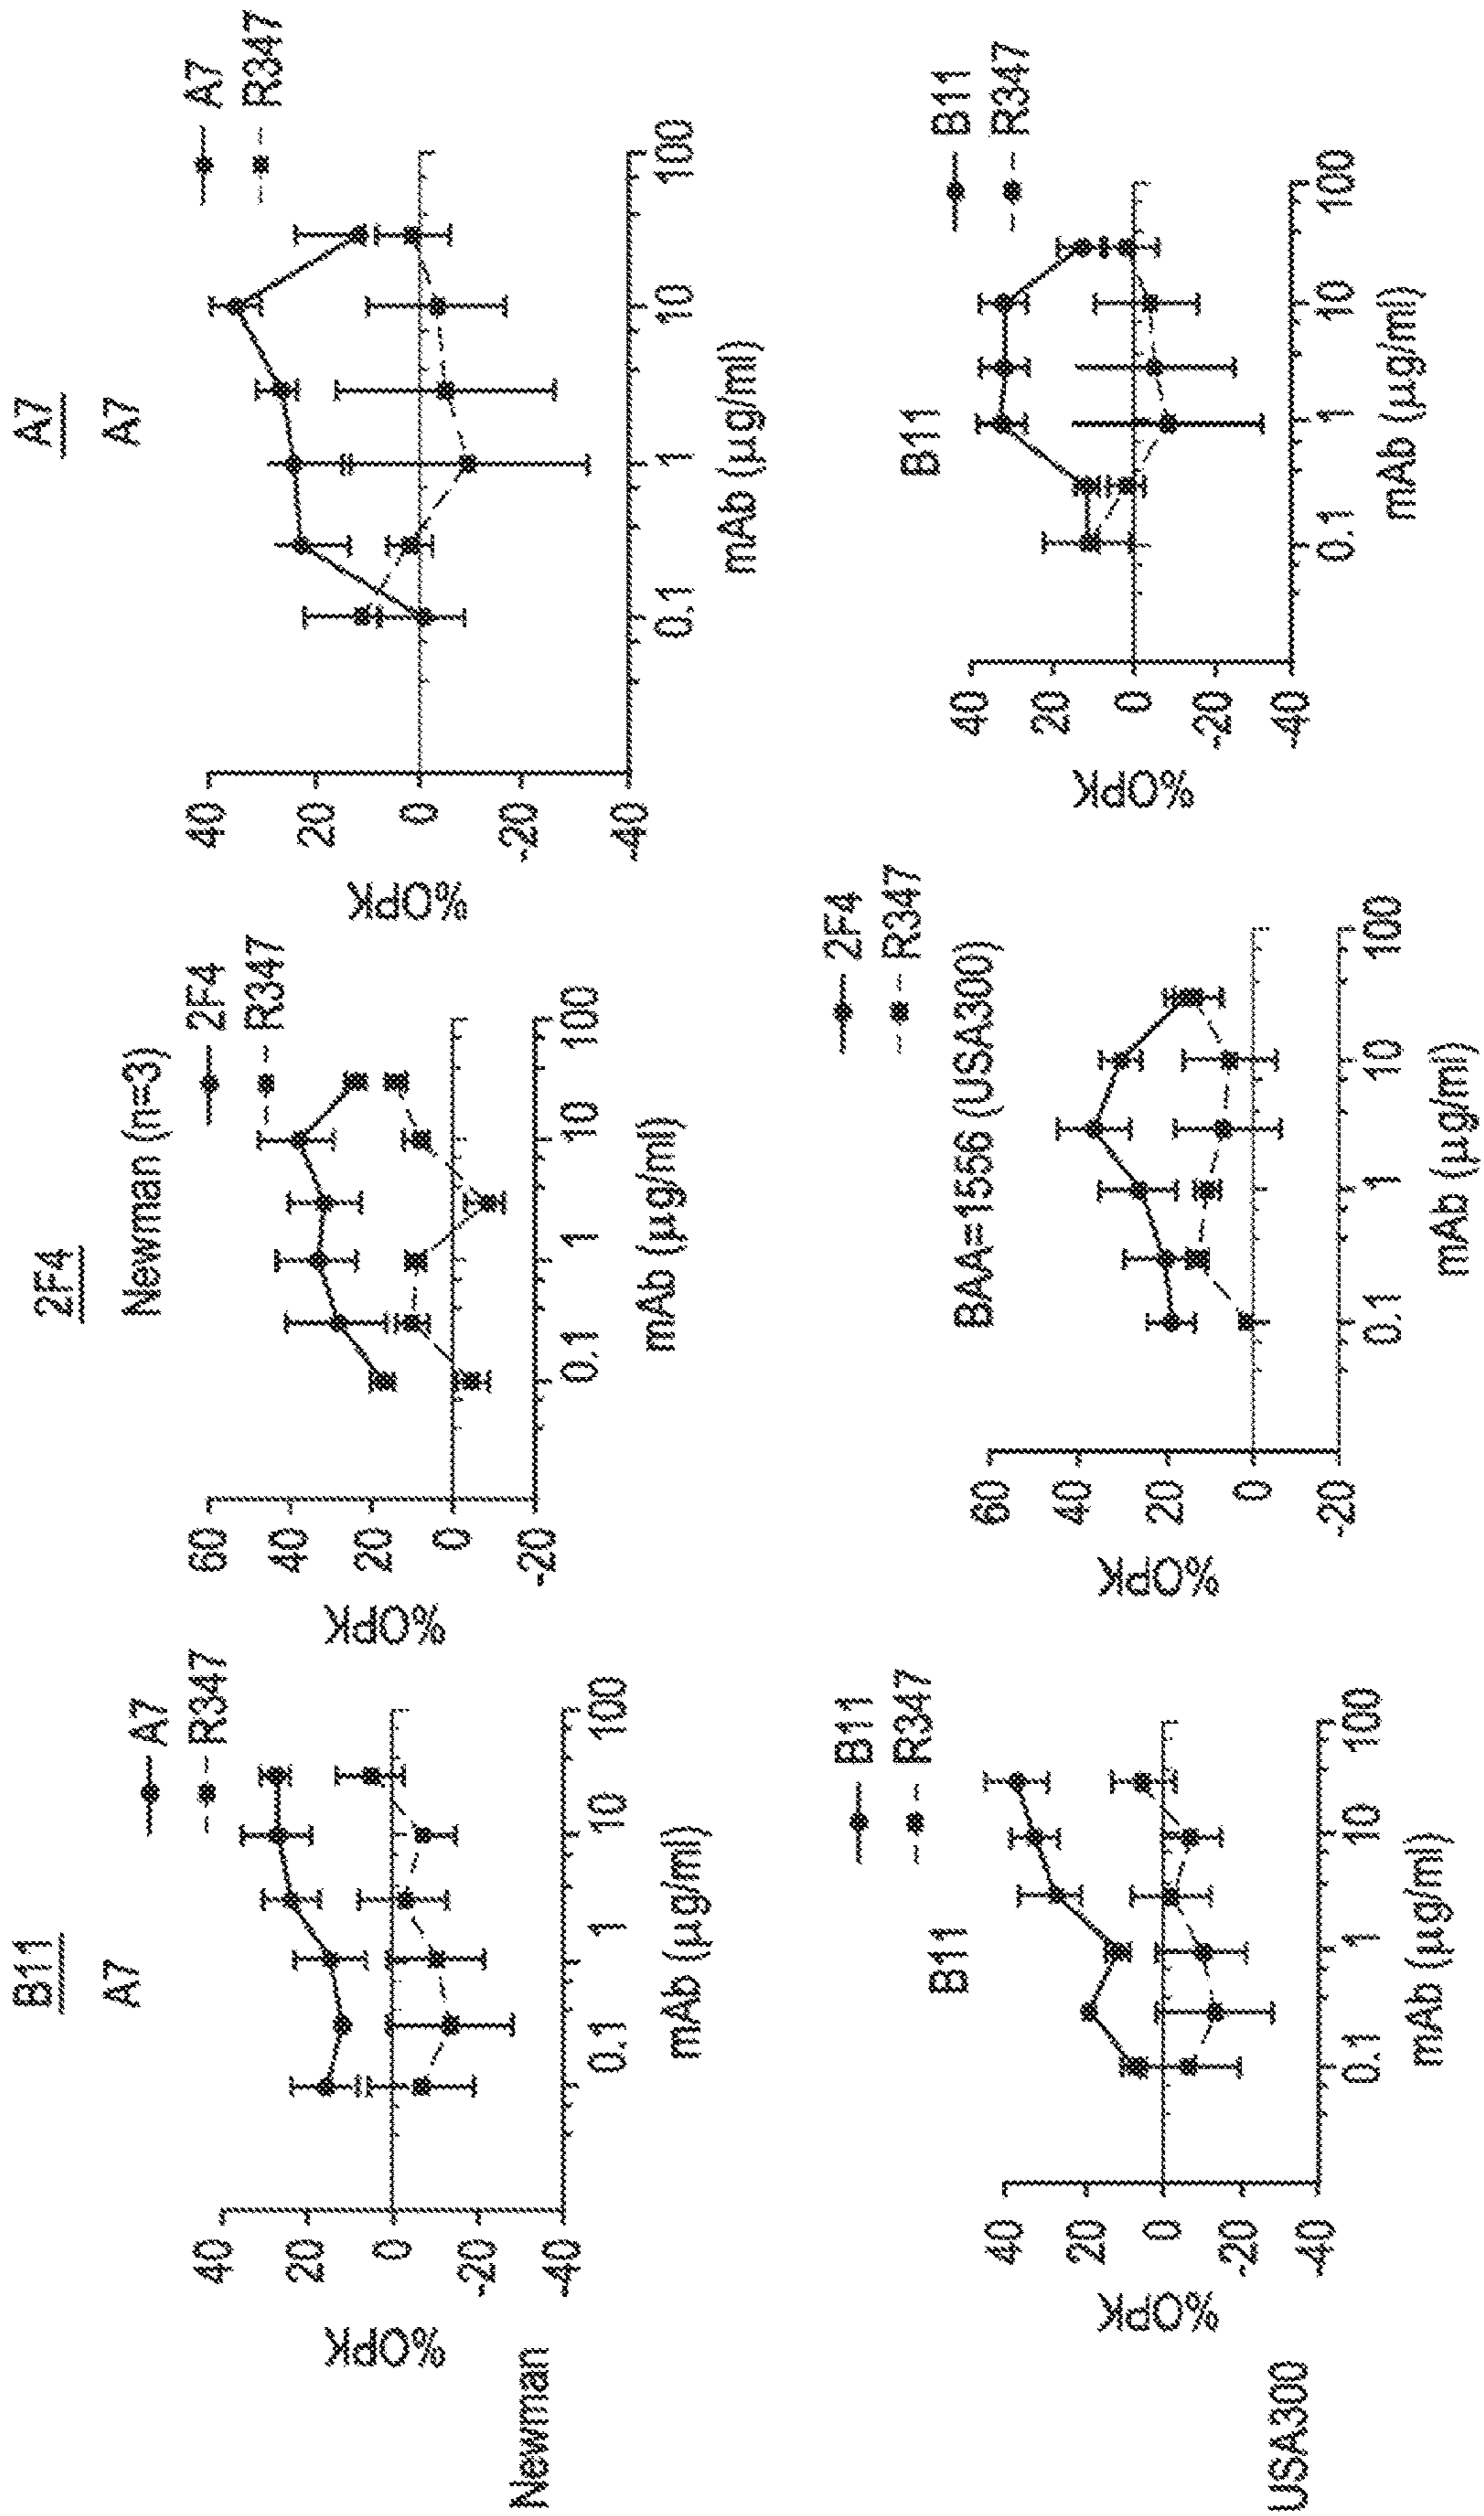 B11
2F4
A7
Newman
A7
A7
R347
%OPK
40
20
0
-20
-40
0.1
1
10
100
mAb (µg/ml)
Newman (n=3)
2F4
R347
%OPK
60
40
20
0
-20
0.1
1
10
100
mAb (µg/ml)
A7
A7
R347
%OPK
40
20
0
-20
-40
0.1
1
10
100
mAb (µg/ml)
USA300
B11
B11
R347
%OPK
40
20
0
-20
-40
0.1
1
10
100
mAb (µg/ml)
BAA=1556 (USA300)
2F4
R347
%OPK
60
40
20
0
-20
0.1
1
10
100
mAb (µg/ml)
B11
B11
R347
%OPK
40
20
0
-20
-40
0.1
1
10
100
mAb (µg/ml)